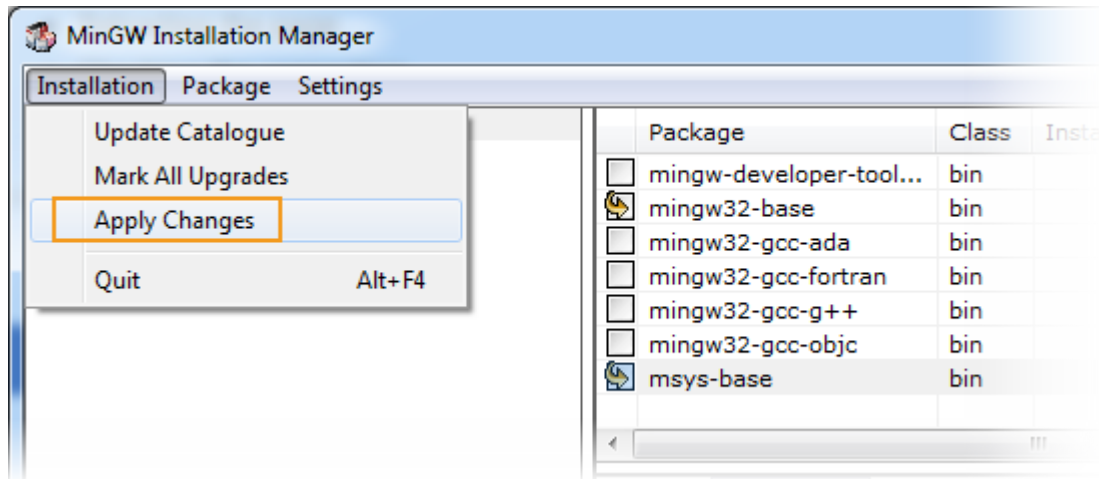 MinGW Installation Manager
Installation Package Settings
Update Catalogue
Mark All Upgrades
Apply Changes
Quit Alt+F4
Package Class Insta
mingw-developer-tool... bin
mingw32-base bin
mingw32-gcc-ada bin
mingw32-gcc-fortran bin
mingw32-gcc-g++ bin
mingw32-gcc-objc bin
msys-base bin